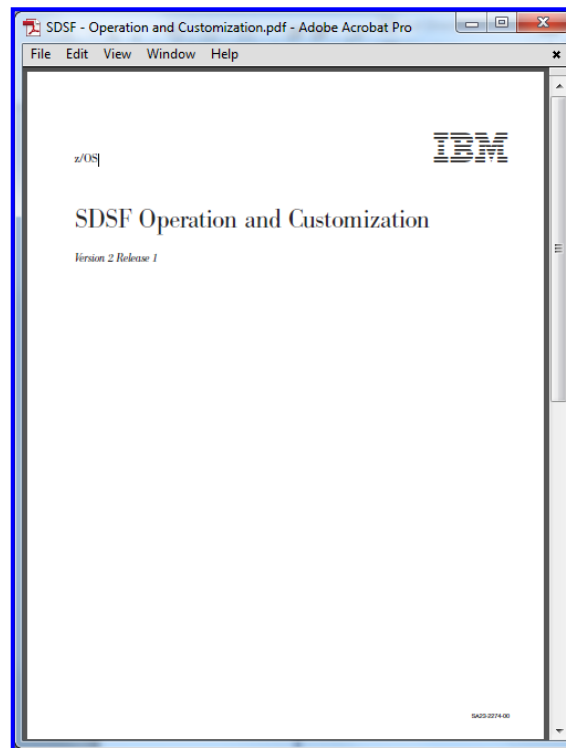 SDSF - Operation and Customization.pdf - Adobe Acrobat Pro
File Edit View Window Help
z/OS
IBM
SDSF Operation and Customization
Version 2 Release 1
SA23-2274-00